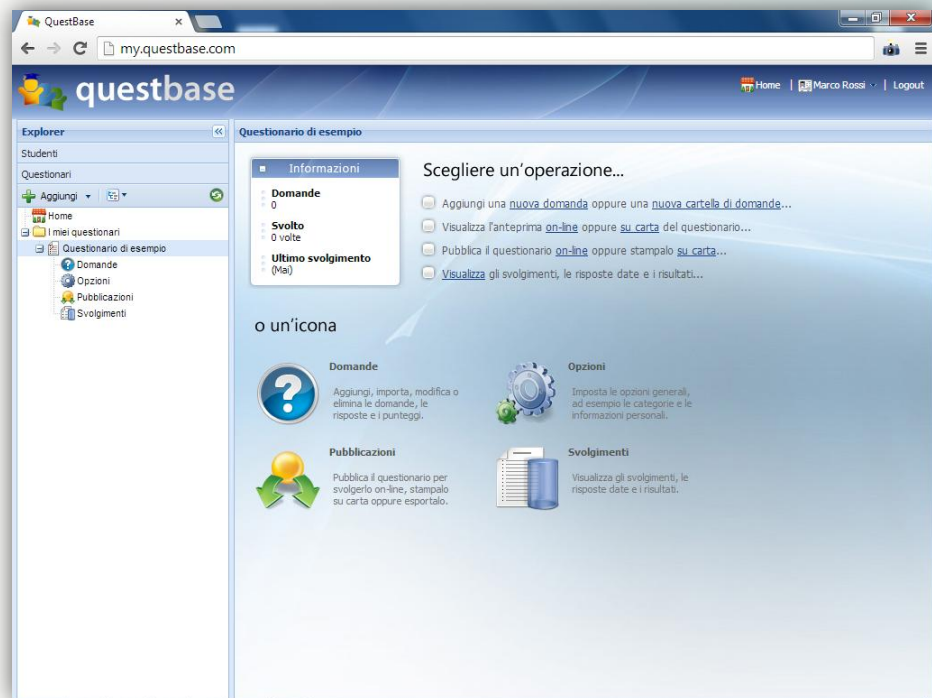 QuestBase
my.questbase.com
questbase
Home | Marco Rossi | Logout
Explorer
Studenti
Questionari
Aggiungi
Home
I miei questionari
Questionario di esempio
Domande
Opzioni
Pubblicazioni
Svolgimenti
Questionario di esempio
Informazioni
Domande
0
Svolto
0 volte
Ultimo svolgimento
(Mai)
Scegliere un'operazione...
Aggiungi una nuova domanda oppure una nuova cartella di domande...
Visualizza l'anteprima on-line oppure su carta del questionario...
Pubblica il questionario on-line oppure stampalo su carta...
Visualizza gli svolgimenti, le risposte date e i risultati...
o un'icona
Domande
Aggiungi, importa, modifica o
elimina le domande, le
risposte e i punteggi.
Opzioni
Imposta le opzioni generali,
ad esempio le categorie e le
informazioni personali.
Pubblicazioni
Pubblica il questionario per
svolgerlo on-line, stampalo
su carta oppure esportalo.
Svolgimenti
Visualizza gli svolgimenti, le
risposte date e i risultati.